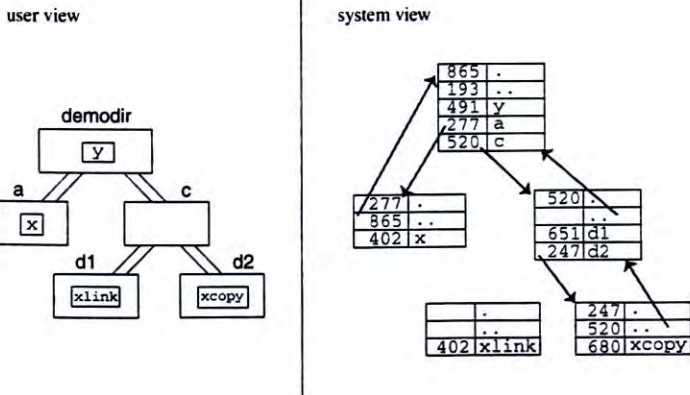 user view
demodir
y
a
c
x
d1
d2
xlink
xcopy
system view
865 .
193 ..
491 y
277 a
520 c
277 .
865 ..
402 x
520 .
..
651 d1
247 d2
.
..
402 xlink
247 .
520 ..
680 xcopy